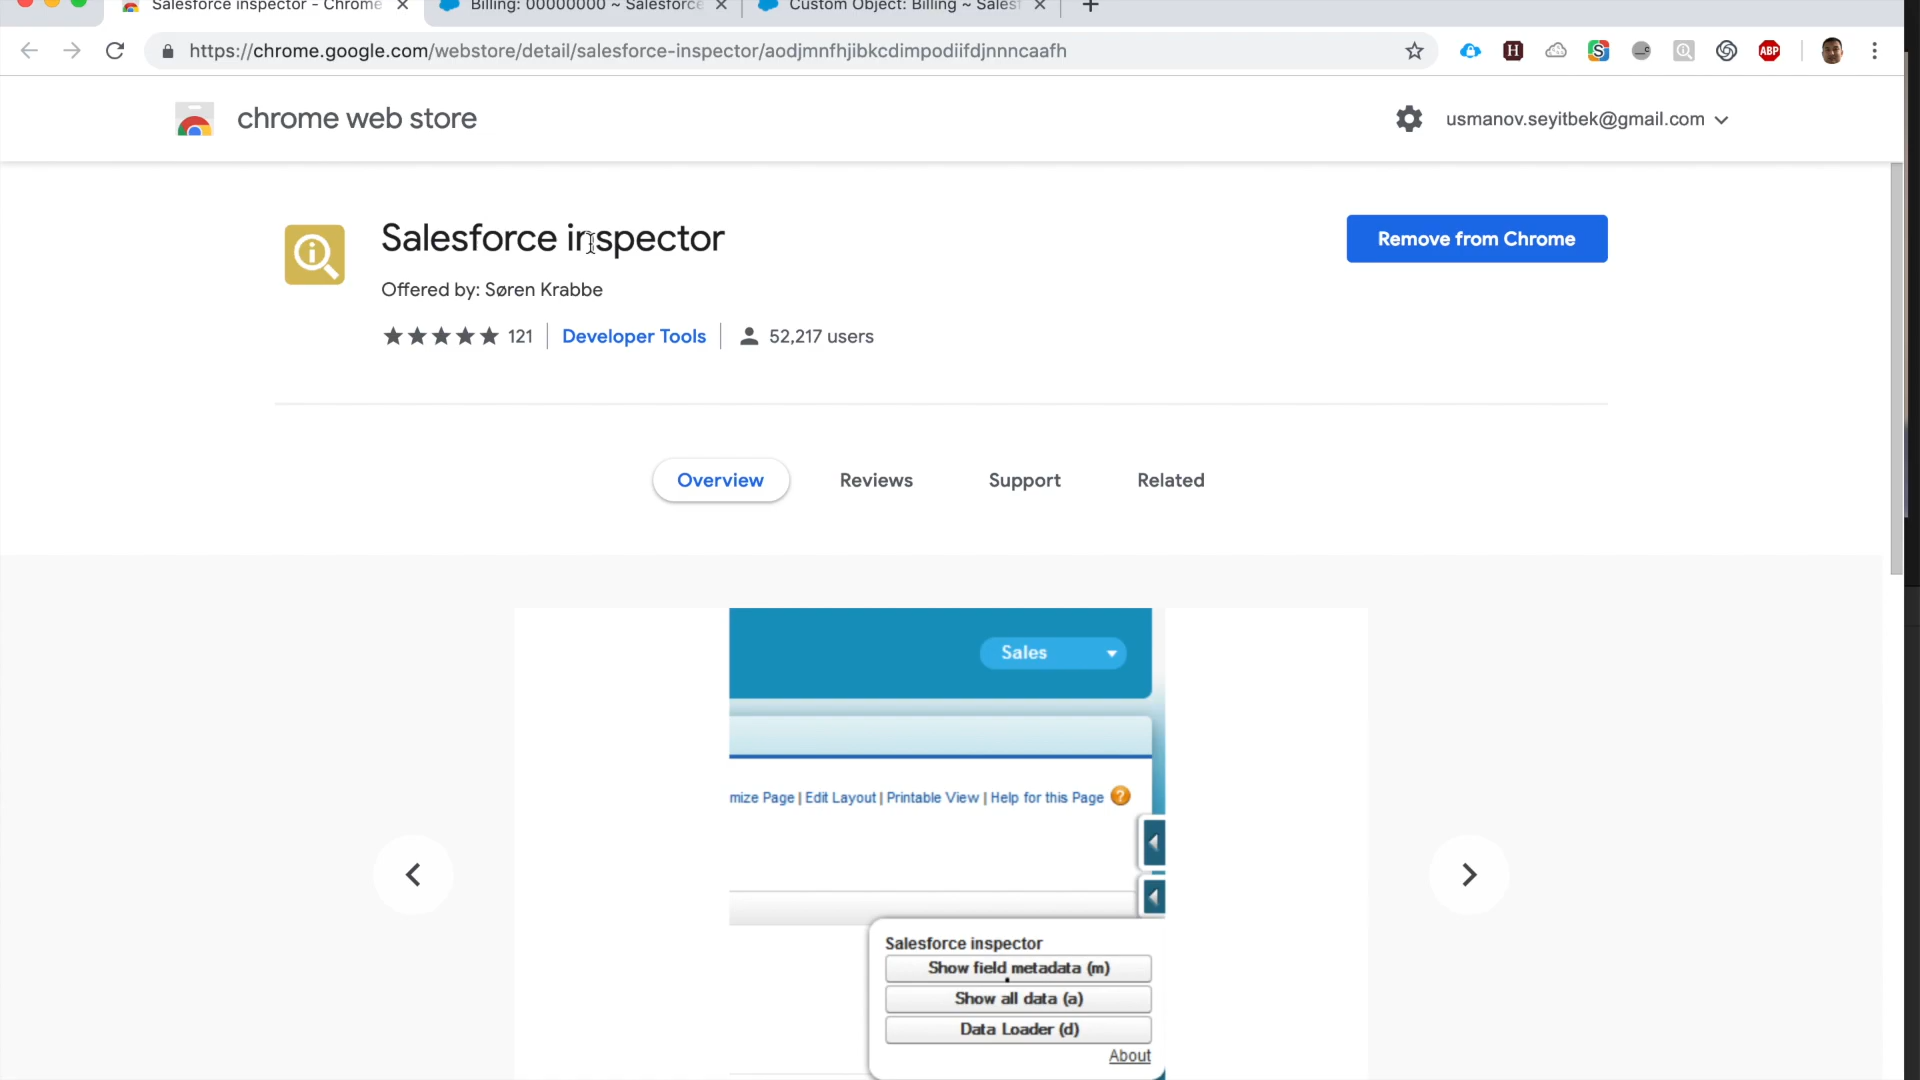 Salesforce inspector - Chrome
Billing: 00000000 ~ Salesforce
Custom Object: Billing ~ Salesf
https://chrome.google.com/webstore/detail/salesforce-inspector/aodjmnfhjibkcdimpodiifdjnnncaafh
H
S
ABP
chrome web store
usmanov.seyitbek@gmail.com
Salesforce inspector
Remove from Chrome
Offered by: Søren Krabbe
121
Developer Tools
52,217 users
Overview
Reviews
Support
Related
Sales
mize Page | Edit Layout | Printable View | Help for this Page ?
Salesforce inspector
Show field metadata (m)
Show all data (a)
Data Loader (d)
About